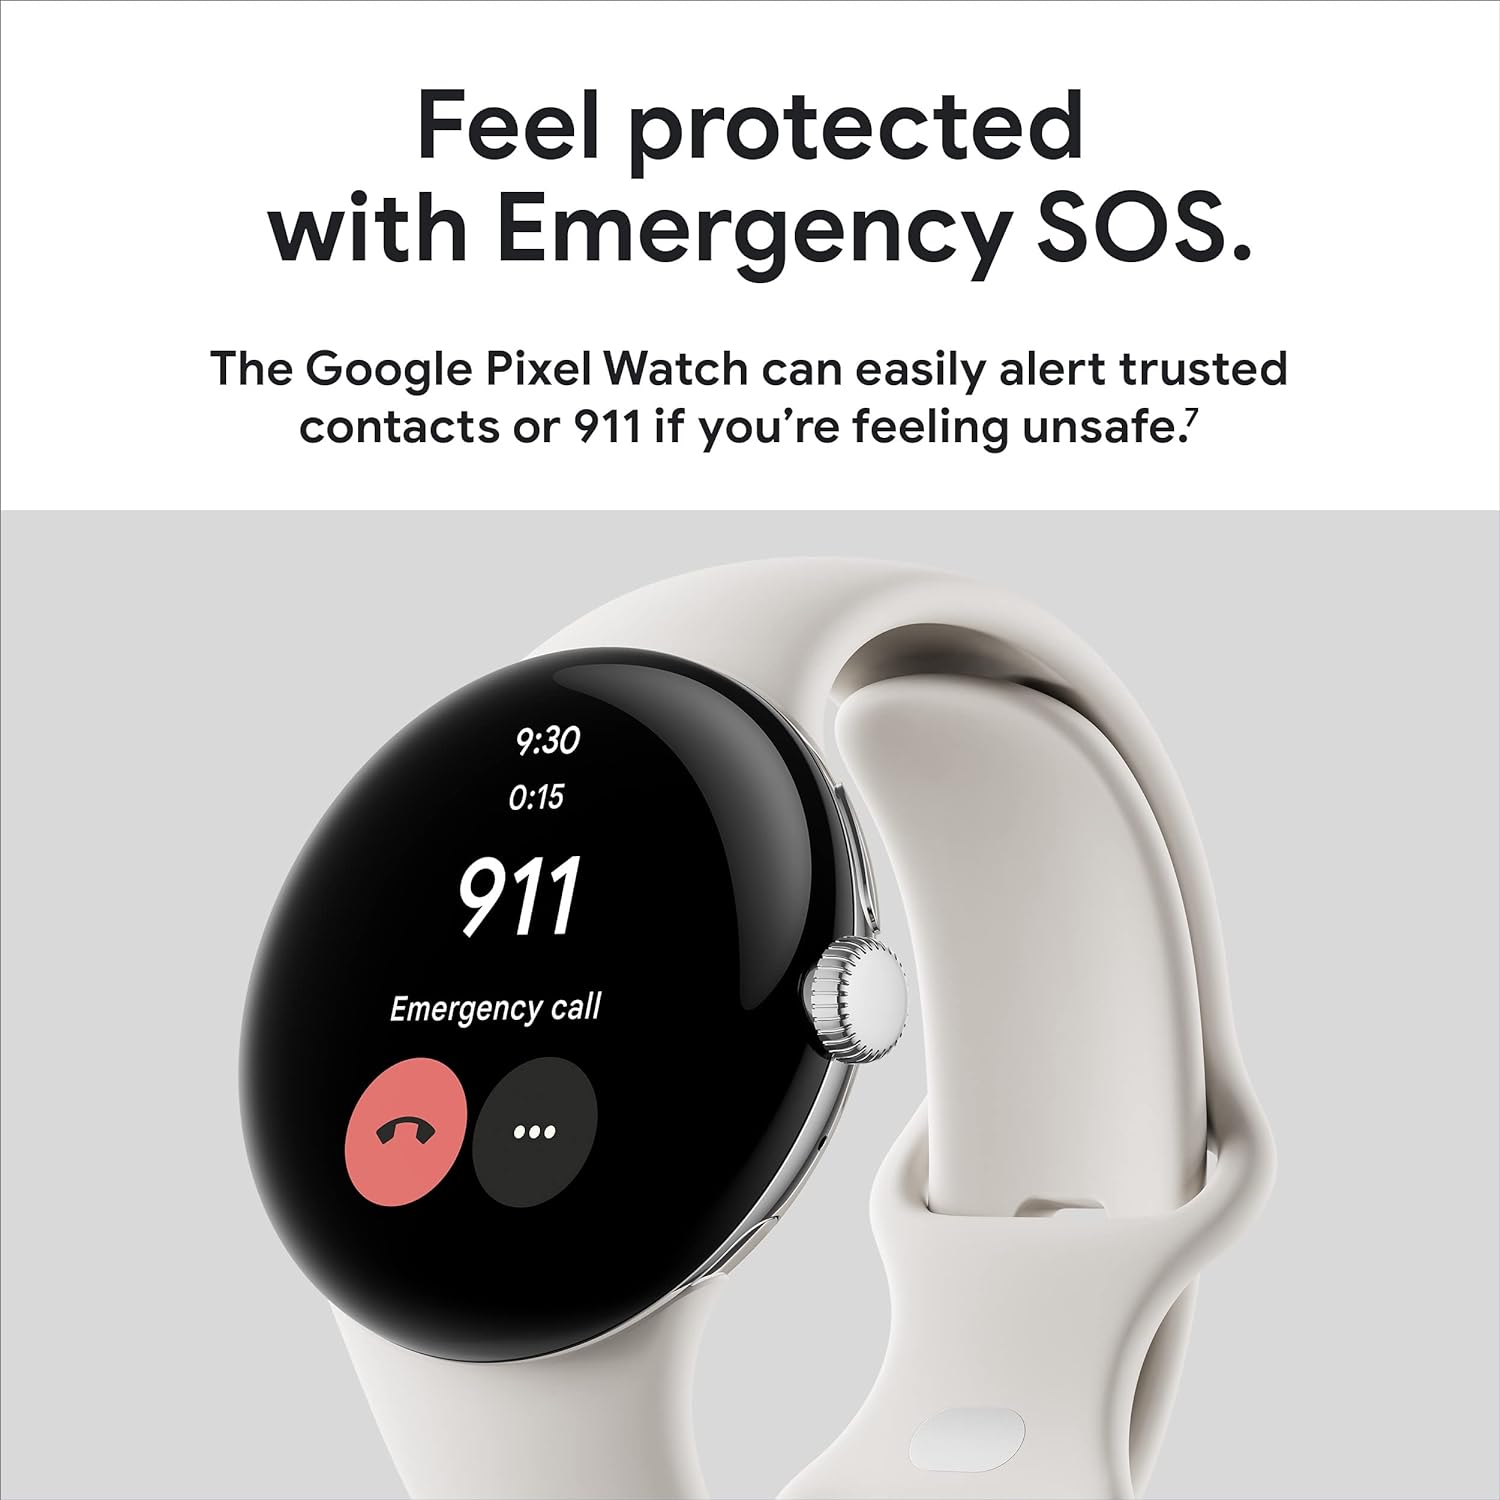 Feel protected
with Emergency SOS.
The Google Pixel Watch can easily alert trusted
contacts or 911 if you’re feeling unsafe.⁷
9:30
0:15
911
Emergency call